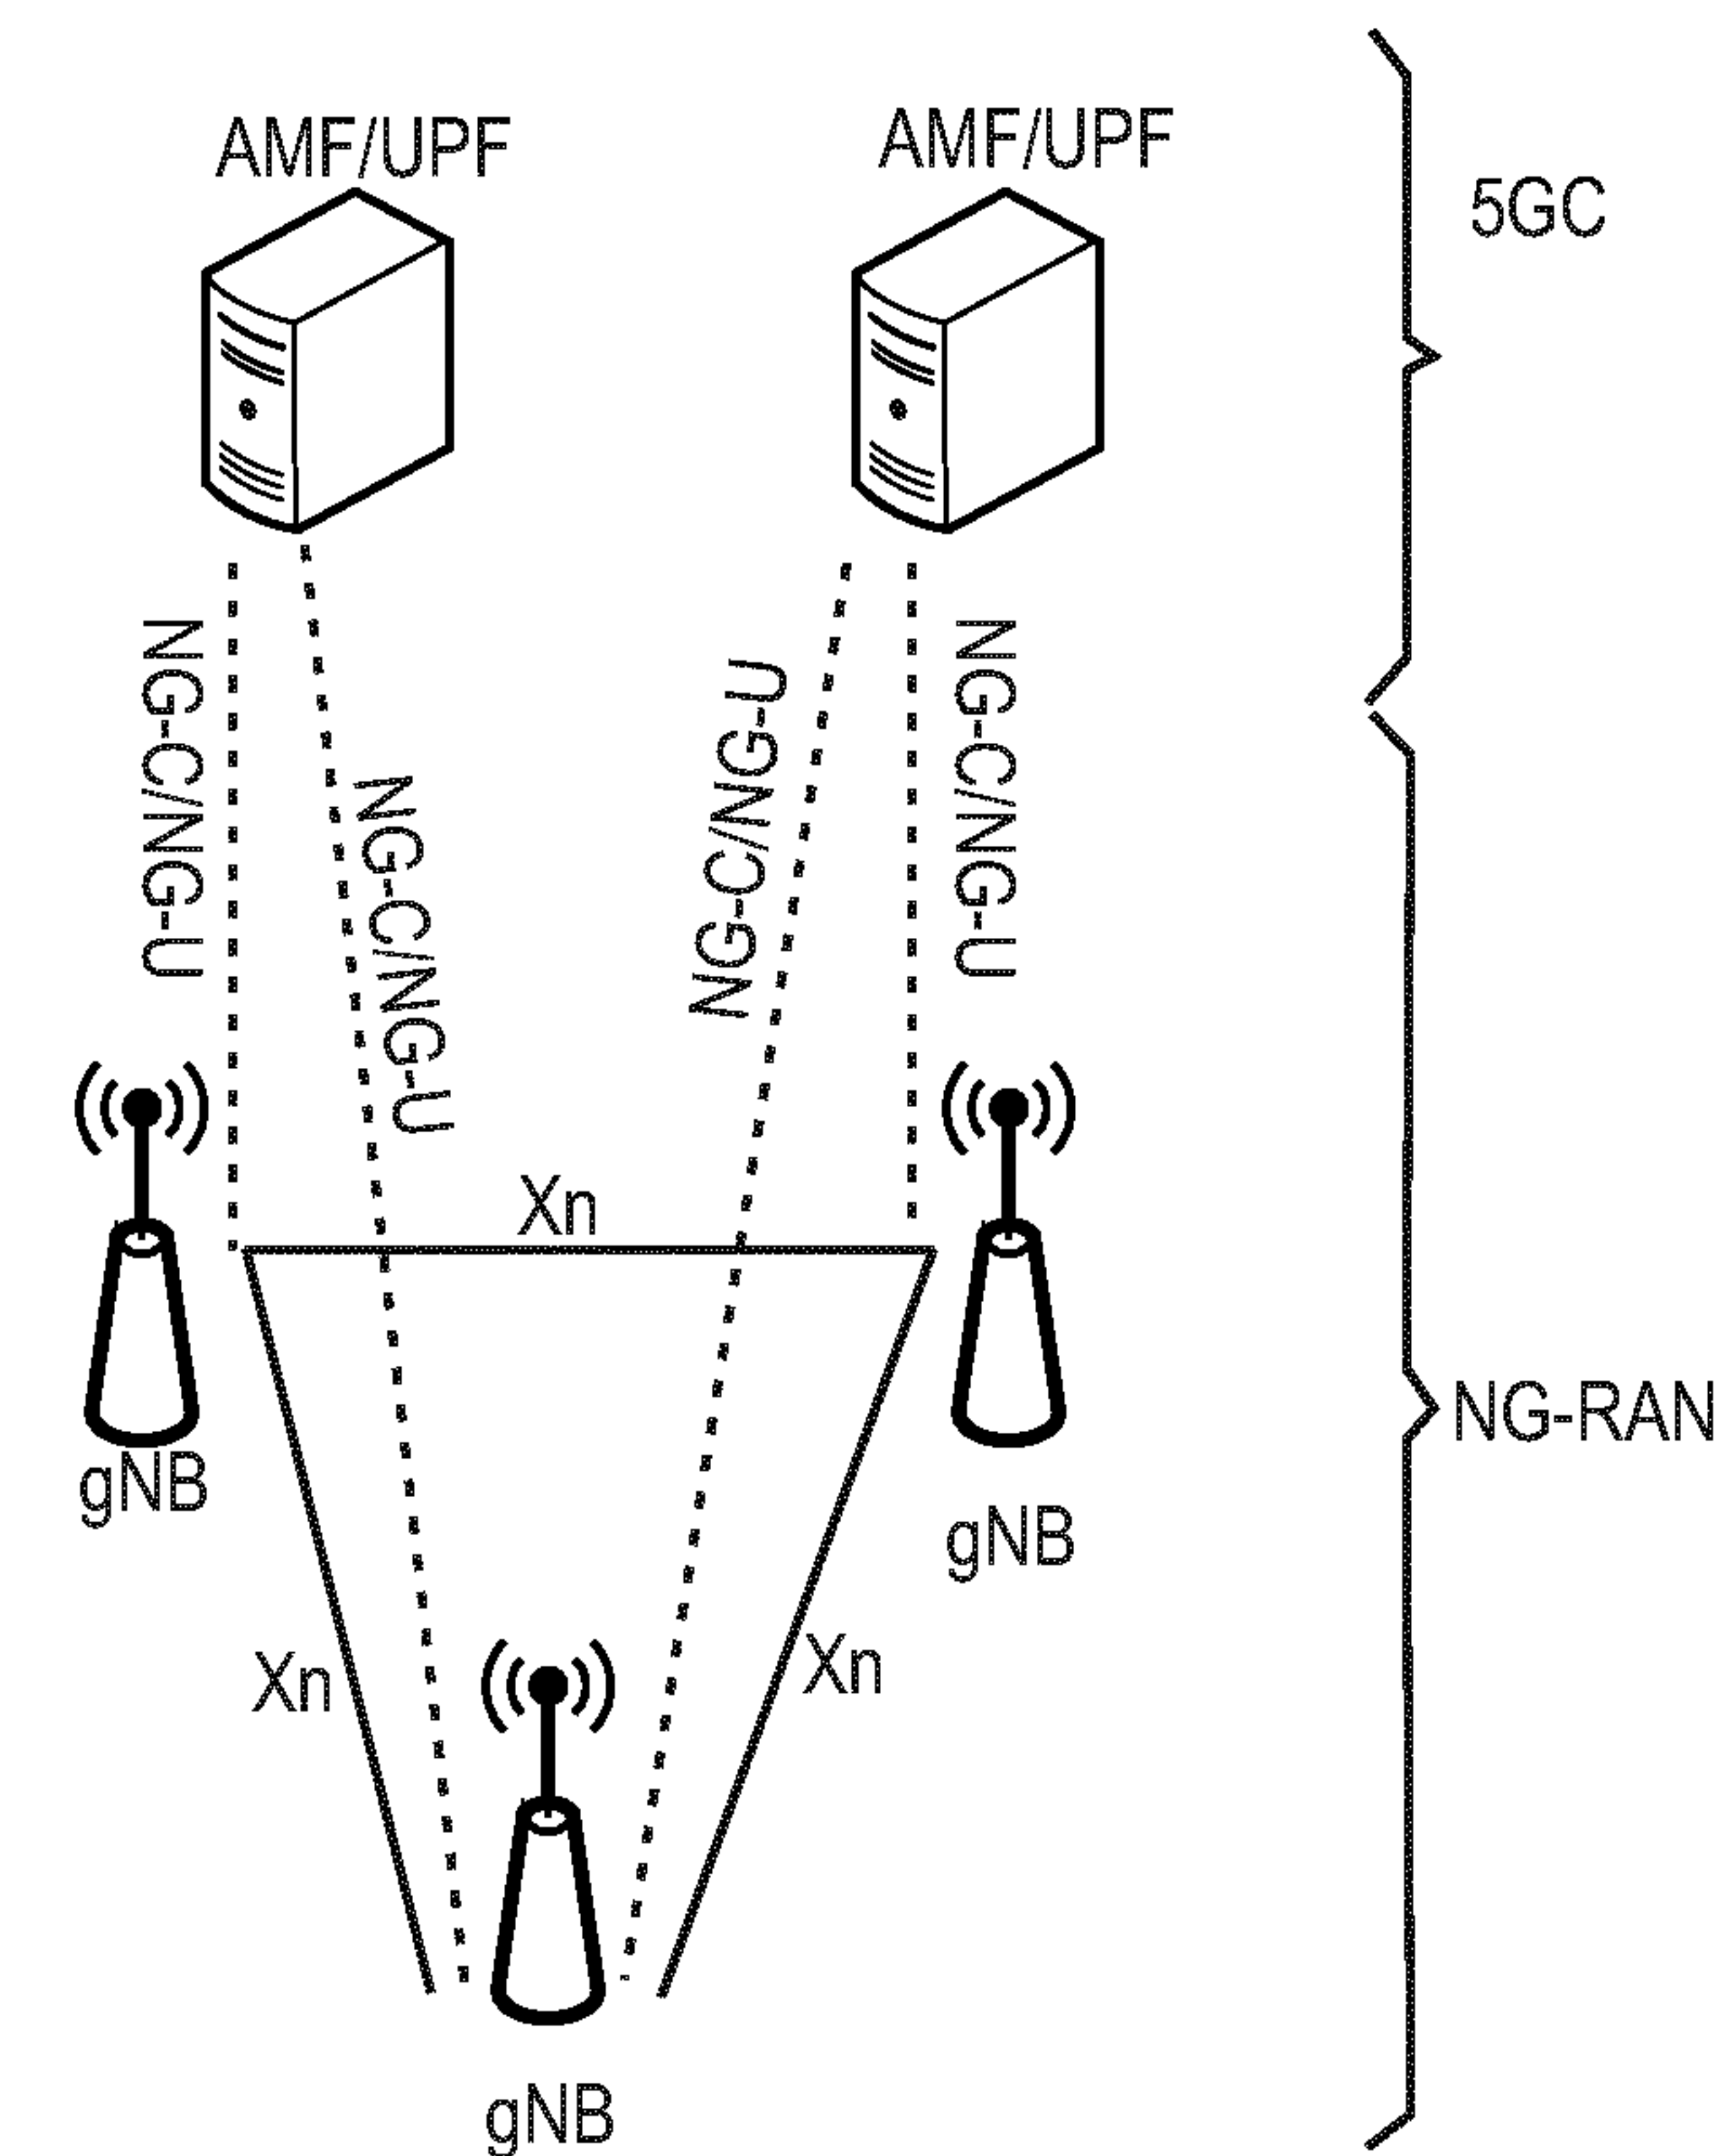 AMF/UPF
AMF/UPF
5GC
NG-C/NG-U
NG-C/NG-U
NG-C/NG-U
NG-C/NG-U
Xn
gNB
gNB
NG-RAN
Xn
Xn
gNB